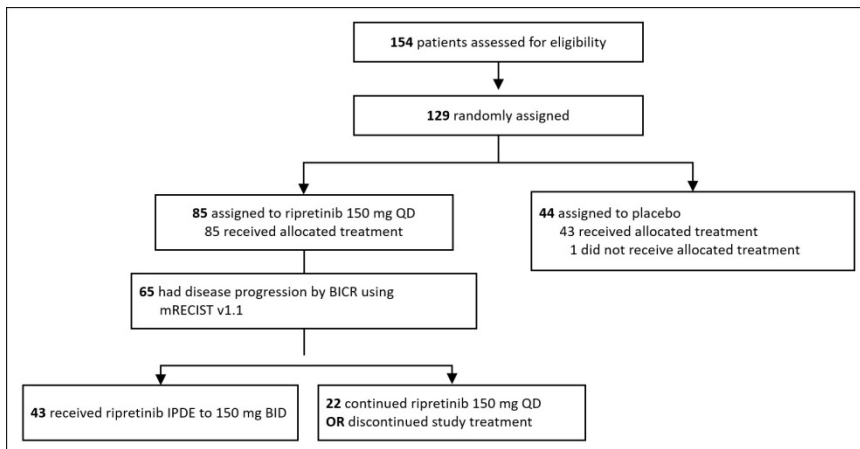 154 patients assessed for eligibility
129 randomly assigned
85 assigned to ripretinib 150 mg QD
85 received allocated treatment
44 assigned to placebo
43 received allocated treatment
1 did not receive allocated treatment
65 had disease progression by BICR using
mRECIST v1.1
43 received ripretinib IPDE to 150 mg BID
22 continued ripretinib 150 mg QD
OR discontinued study treatment